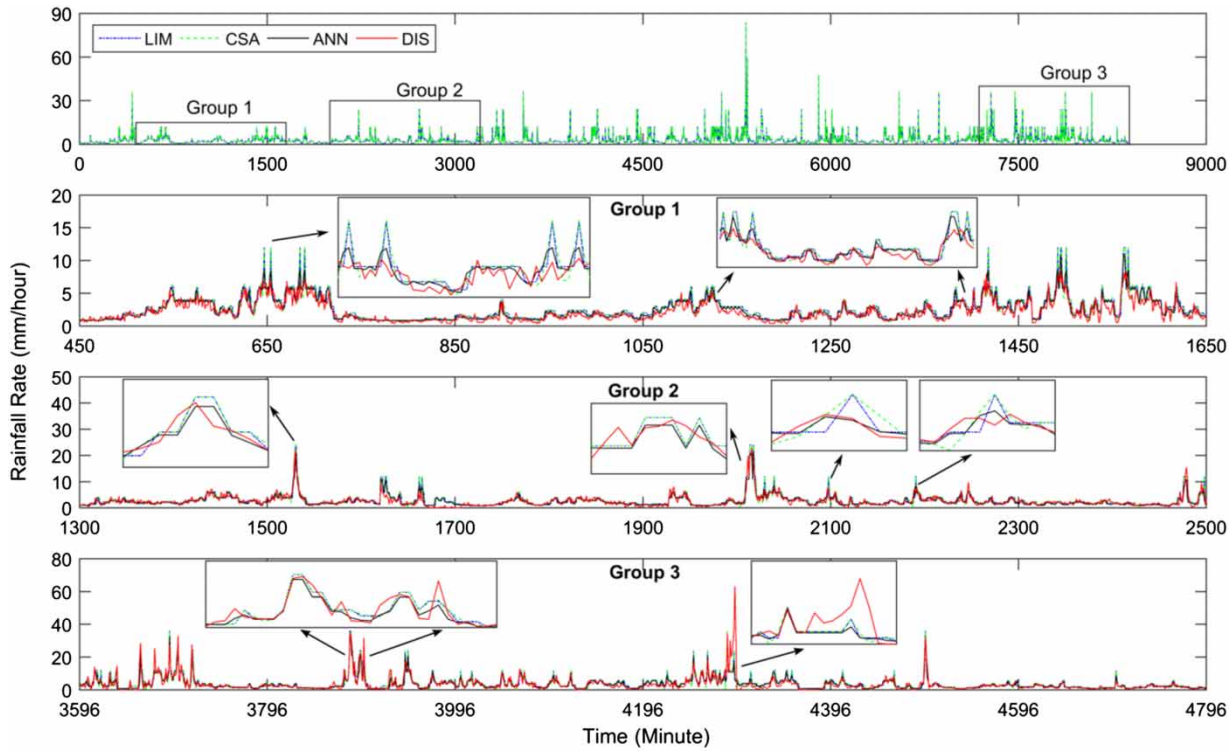 90
60
30
0
LIM CSA ANN DIS
Group 1
Group 2
Group 3
0 1500 3000 4500 6000 7500 9000
Rainfall Rate (mm/hour)
20
15
10
5
0
Group 1
450 650 850 1050 1250 1450 1650
50
40
30
20
10
0
Group 2
1300 1500 1700 1900 2100 2300 2500
80
60
40
20
0
Group 3
3596 3796 3996 4196 4396 4596 4796
Time (Minute)